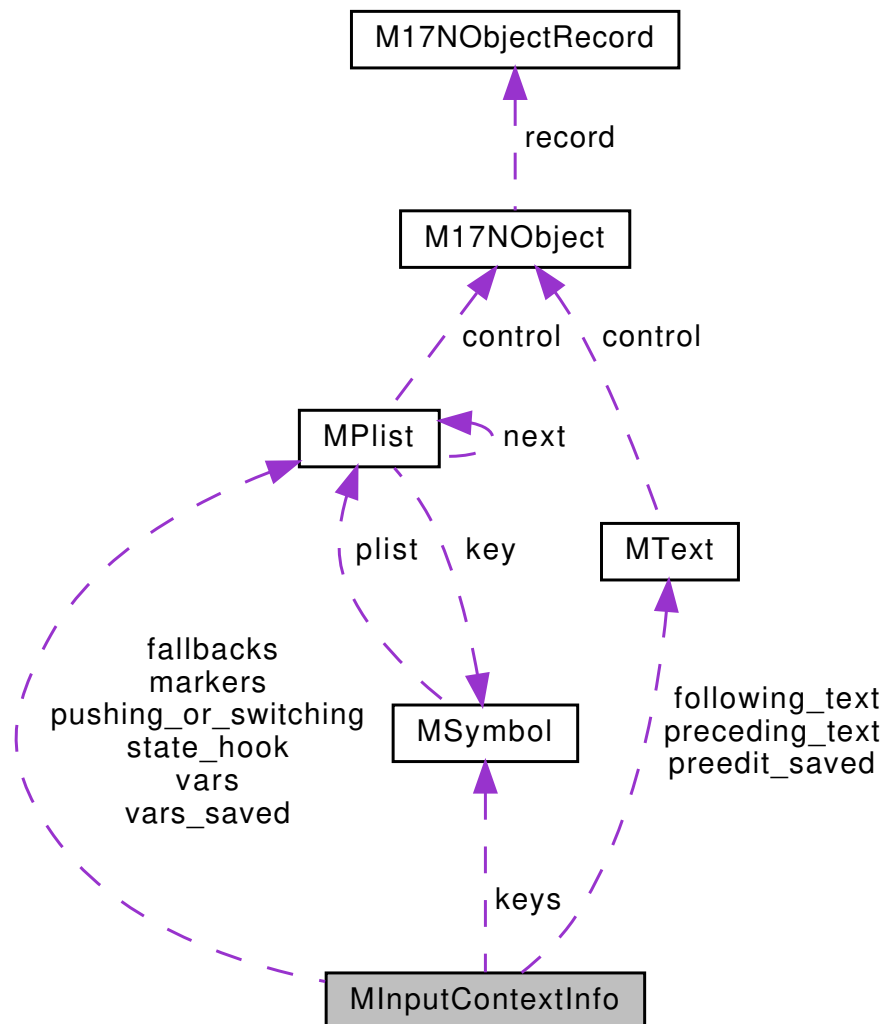 M17NObjectRecord
record
M17NObject
control
control
MPlist
next
plist
key
MText
fallbacks
markers
pushing_or_switching
state_hook
vars
vars_saved
MSymbol
following_text
preceding_text
preedit_saved
keys
MInputContextInfo